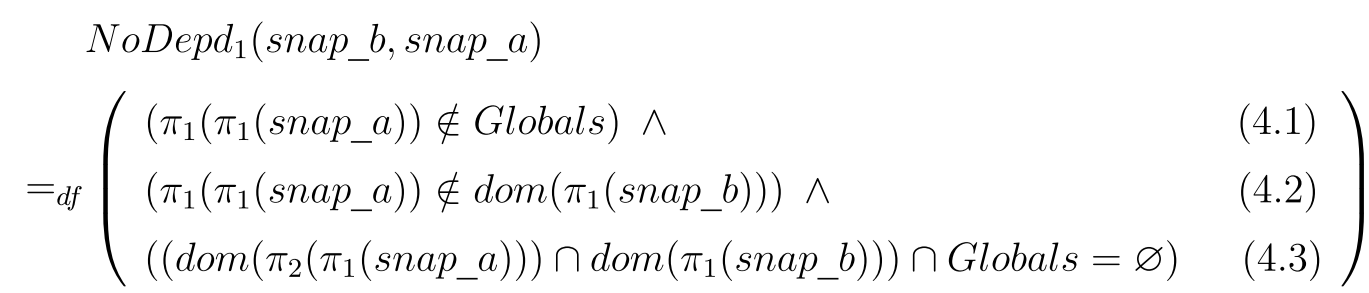 NoDepd₁(snap_b, snap_a)
(π₁(π₁(snap_a)) ∉ Globals) ∧ (4.1)
=df (π₁(π₁(snap_a)) ∉ dom(π₁(snap_b))) ∧ (4.2)
((dom(π₂(π₁(snap_a))) ∩ dom(π₁(snap_b))) ∩ Globals = ∅) (4.3)